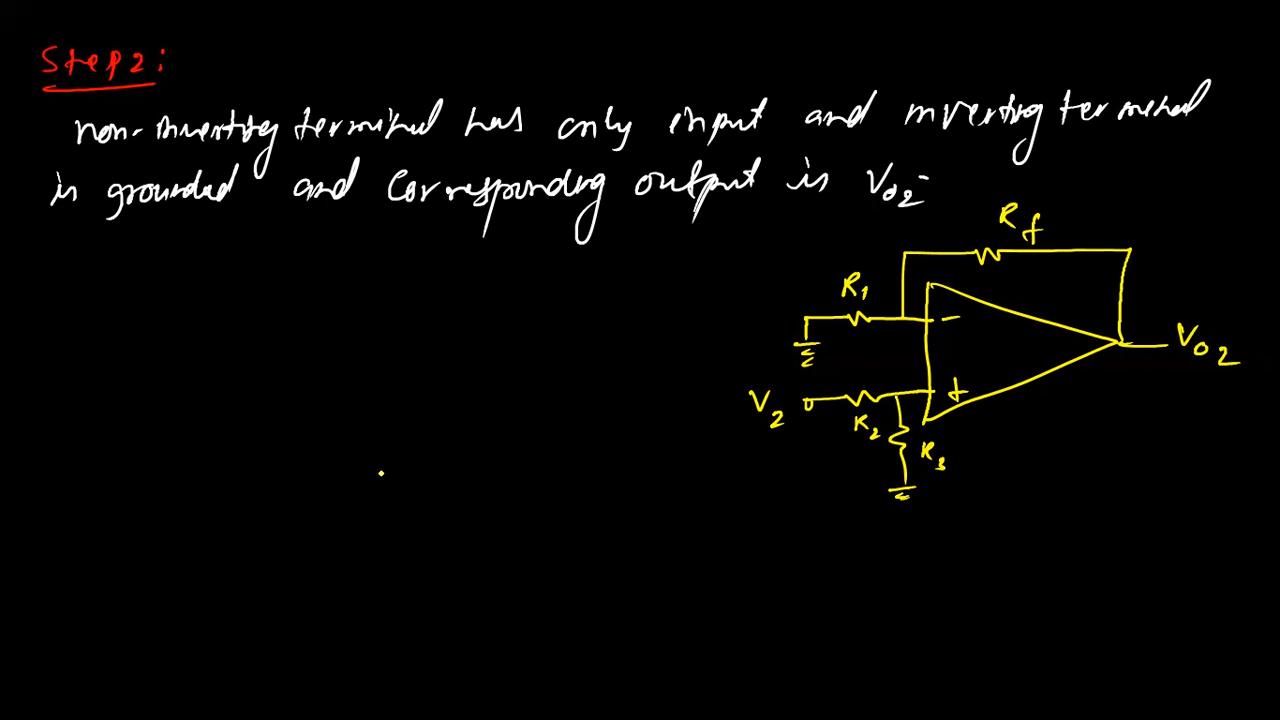 Step 2:
non-inverting terminal has only input and inverting terminal
is grounded and corresponding output is Vo2-
Rf
R1
-
Vo2
V2
+
R2
R3